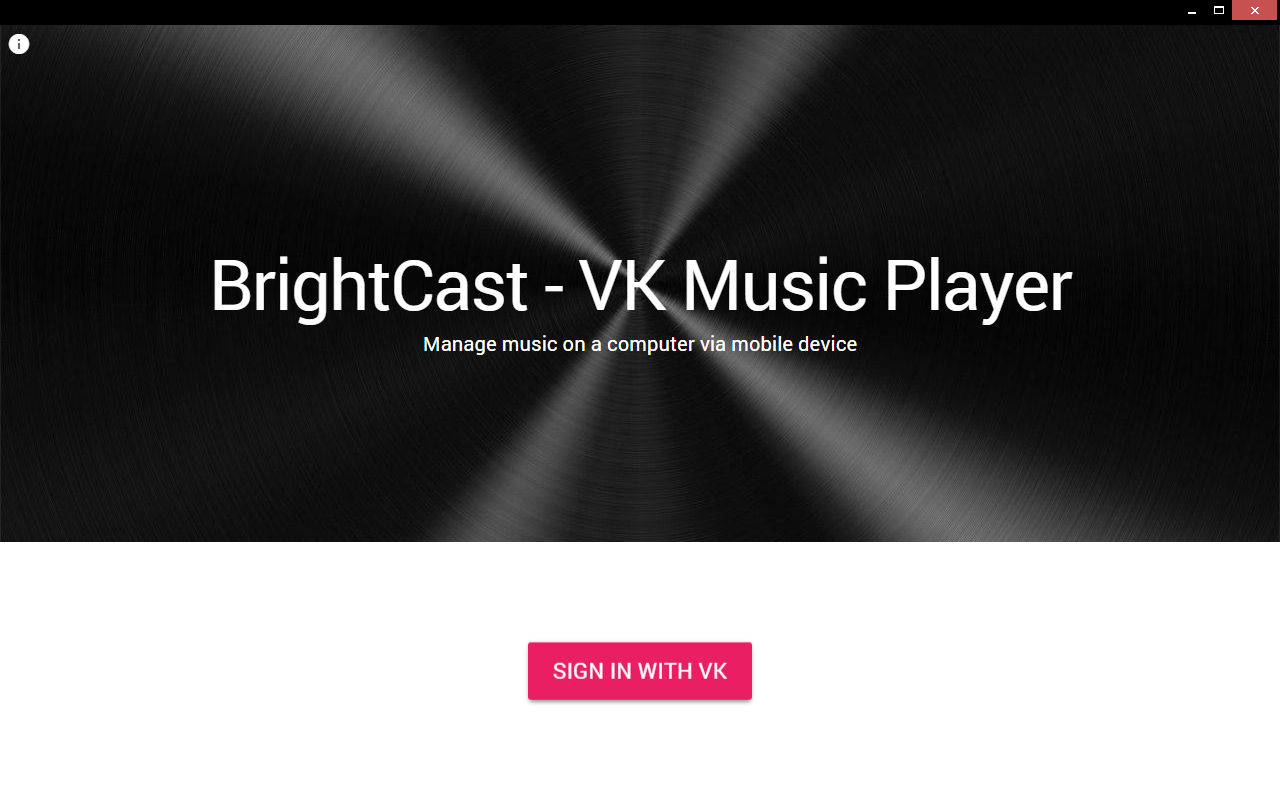 BrightCast - VK Music Player
Manage music on a computer via mobile device
SIGN IN WITH VK